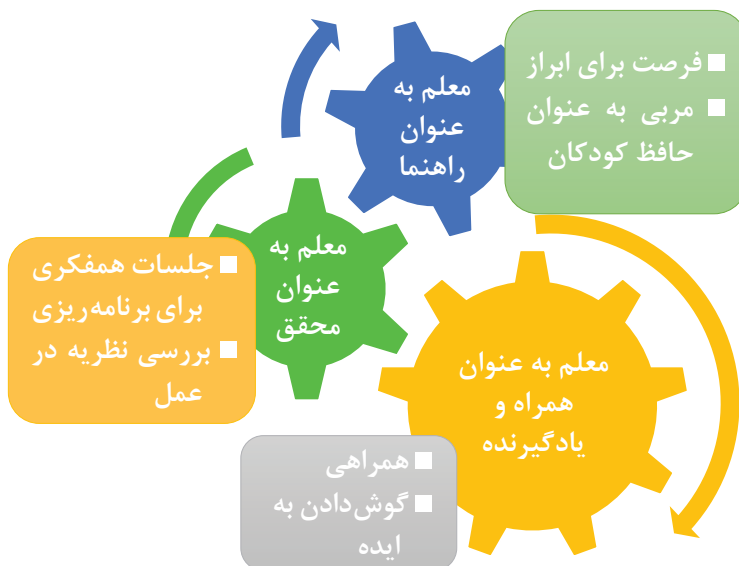 معلم به
عنوان
راهنما
■ فرصت برای ابراز
■ مربی به عنوان
حافظ کودکان
معلم به
عنوان
محقق
■ جلسات همفکری
برای برنامه‌ریزی
■ بررسی نظریه در
عمل
معلم به عنوان
همراه و
یادگیرنده
■ همراهی
■ گوش‌دادن به
ایده